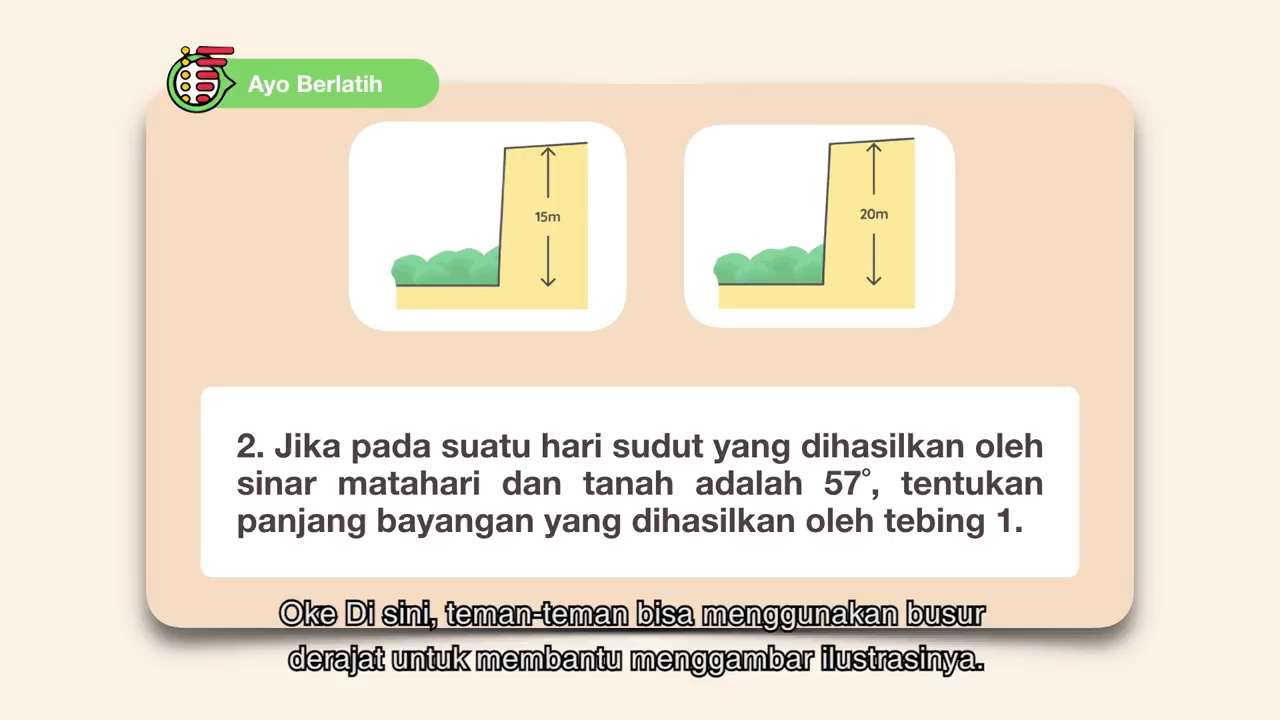 Ayo Berlatih
15m
20m
2. Jika pada suatu hari sudut yang dihasilkan oleh
sinar matahari dan tanah adalah 57°, tentukan
panjang bayangan yang dihasilkan oleh tebing 1.
Oke Di sini, teman-teman bisa menggunakan busur
derajat untuk membantu menggambar ilustrasinya.